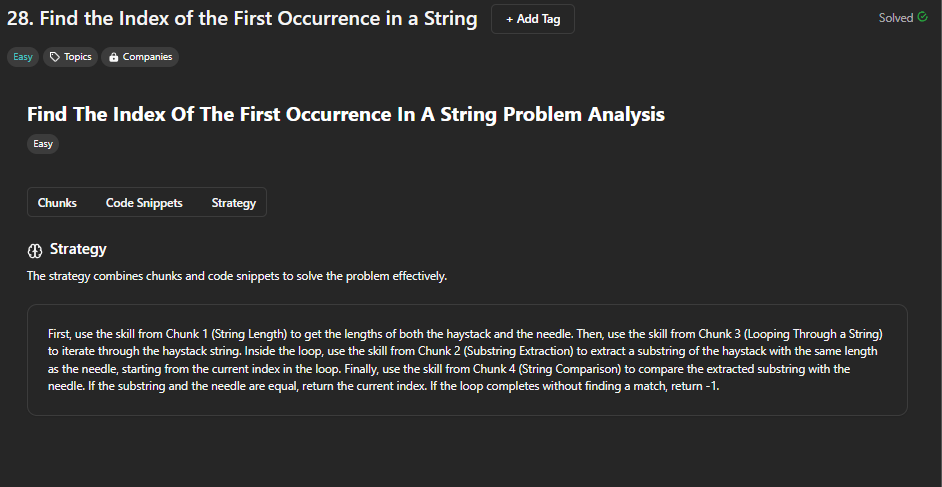 28. Find the Index of the First Occurrence in a String
+ Add Tag
Solved
Easy
Topics
Companies
Find The Index Of The First Occurrence In A String Problem Analysis
Easy
Chunks
Code Snippets
Strategy
Strategy
The strategy combines chunks and code snippets to solve the problem effectively.
First, use the skill from Chunk 1 (String Length) to get the lengths of both the haystack and the needle. Then, use the skill from Chunk 3 (Looping Through a String)
to iterate through the haystack string. Inside the loop, use the skill from Chunk 2 (Substring Extraction) to extract a substring of the haystack with the same length
as the needle, starting from the current index in the loop. Finally, use the skill from Chunk 4 (String Comparison) to compare the extracted substring with the
needle. If the substring and the needle are equal, return the current index. If the loop completes without finding a match, return -1.